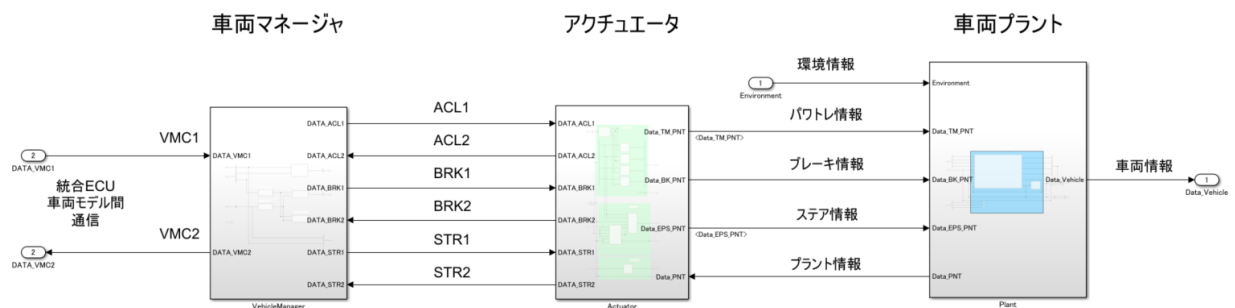 車両マネージャ
アクチュエータ
車両プラント
VMC1
2
DATA_VMC1
統合ECU
車両モデル間
通信
VMC2
2
DATA_VMC2
DATA_ACL1
DATA_VMC1
DATA_ACL2
DATA_BRK1
DATA_BRK2
DATA_VMC2
DATA_STR1
DATA_STR2
VehicleManager
ACL1
ACL2
BRK1
BRK2
STR1
STR2
DATA_ACL1
Data_TM_PNT
DATA_ACL2
DATA_BRK1
Data_BK_PNT
DATA_BRK2
Data_EPS_PNT
DATA_STR1
Data_PNT
DATA_STR2
Actuator
環境情報
1
Environment
パワトレ情報
<Data_TM_PNT>
ブレーキ情報
ステア情報
<Data_EPS_PNT>
プラント情報
Environment
Data_TM_PNT
Data_BK_PNT
Data_Vehicle
Data_EPS_PNT
Data_PNT
Plant
車両情報
1
Data_Vehicle